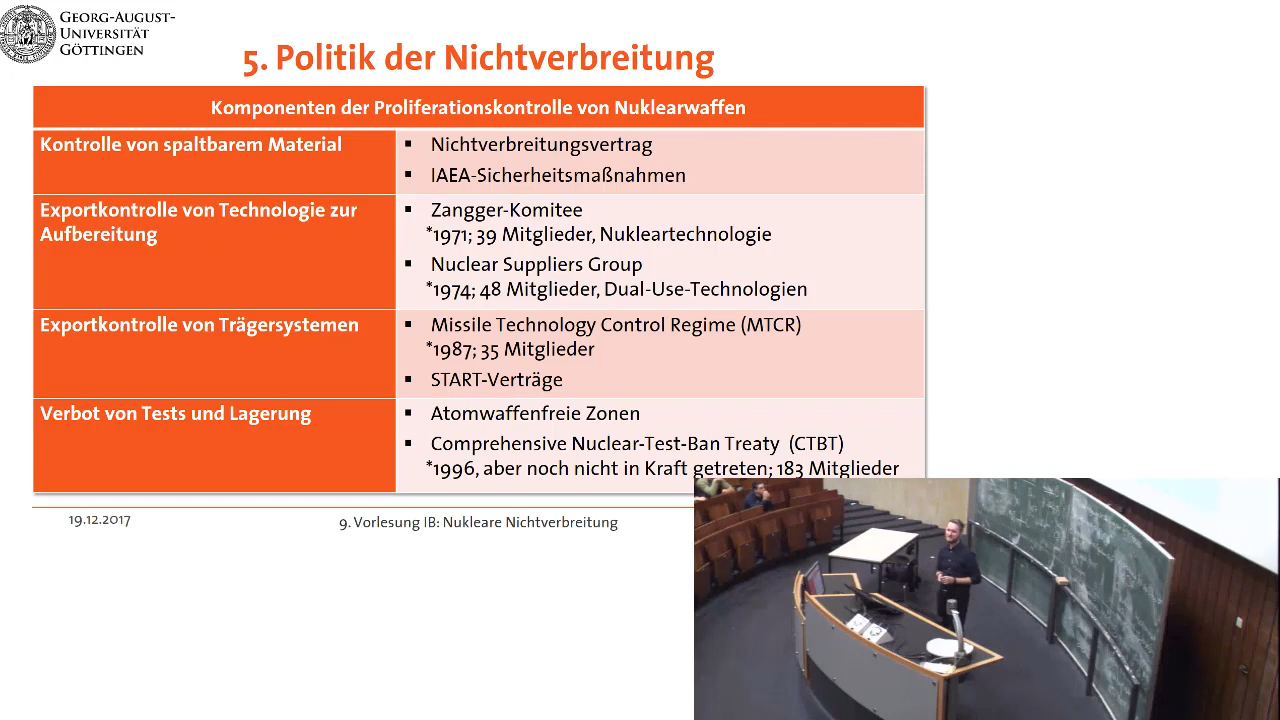 GEORG-AUGUST-
UNIVERSITÄT
GÖTTINGEN
5. Politik der Nichtverbreitung
Komponenten der Proliferationskontrolle von Nuklearwaffen
Kontrolle von spaltbarem Material
▪ Nichtverbreitungsvertrag
▪ IAEA-Sicherheitsmaßnahmen
Exportkontrolle von Technologie zur
Aufbereitung
▪ Zangger-Komitee
*1971; 39 Mitglieder, Nukleartechnologie
▪ Nuclear Suppliers Group
*1974; 48 Mitglieder, Dual-Use-Technologien
Exportkontrolle von Trägersystemen
▪ Missile Technology Control Regime (MTCR)
*1987; 35 Mitglieder
▪ START-Verträge
Verbot von Tests und Lagerung
▪ Atomwaffenfreie Zonen
▪ Comprehensive Nuclear-Test-Ban Treaty (CTBT)
*1996, aber noch nicht in Kraft getreten; 183 Mitglieder
19.12.2017
9. Vorlesung IB: Nukleare Nichtverbreitung